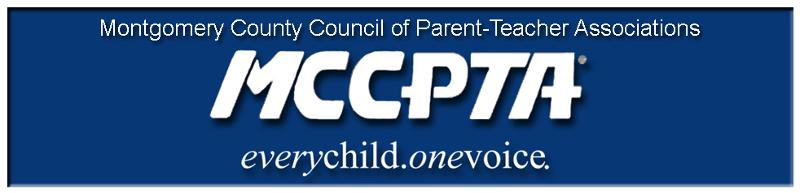 Montgomery County Council of Parent-Teacher Associations
MCCPTA
everychild.onevoice.